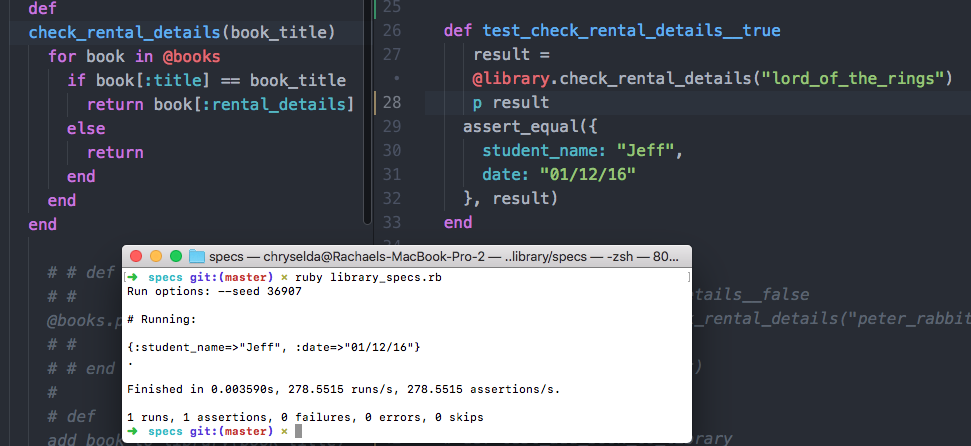 def
check_rental_details(book_title)
for book in @books
if book[:title] == book_title
return book[:rental_details]
else
return
end
end
end
# # def
# #
@books.p
# #
# # end
#
# def
25
26 def test_check_rental_details__true
27 result =
@library.check_rental_details("lord_of_the_rings")
28 p result
29 assert_equal({
30 student_name: "Jeff",
31 date: "01/12/16"
32 }, result)
33 end
etails__false
_rental_details("peter_rabbit
)
specs — chryselda@Rachaels-MacBook-Pro-2 — ...library/specs — -zsh — 80...
[➜ specs git:(master) × ruby library_specs.rb ]
Run options: --seed 36907
# Running:
{:student_name=>"Jeff", :date=>"01/12/16"}
.
Finished in 0.003590s, 278.5515 runs/s, 278.5515 assertions/s.
1 runs, 1 assertions, 0 failures, 0 errors, 0 skips
➜ specs git:(master) ×